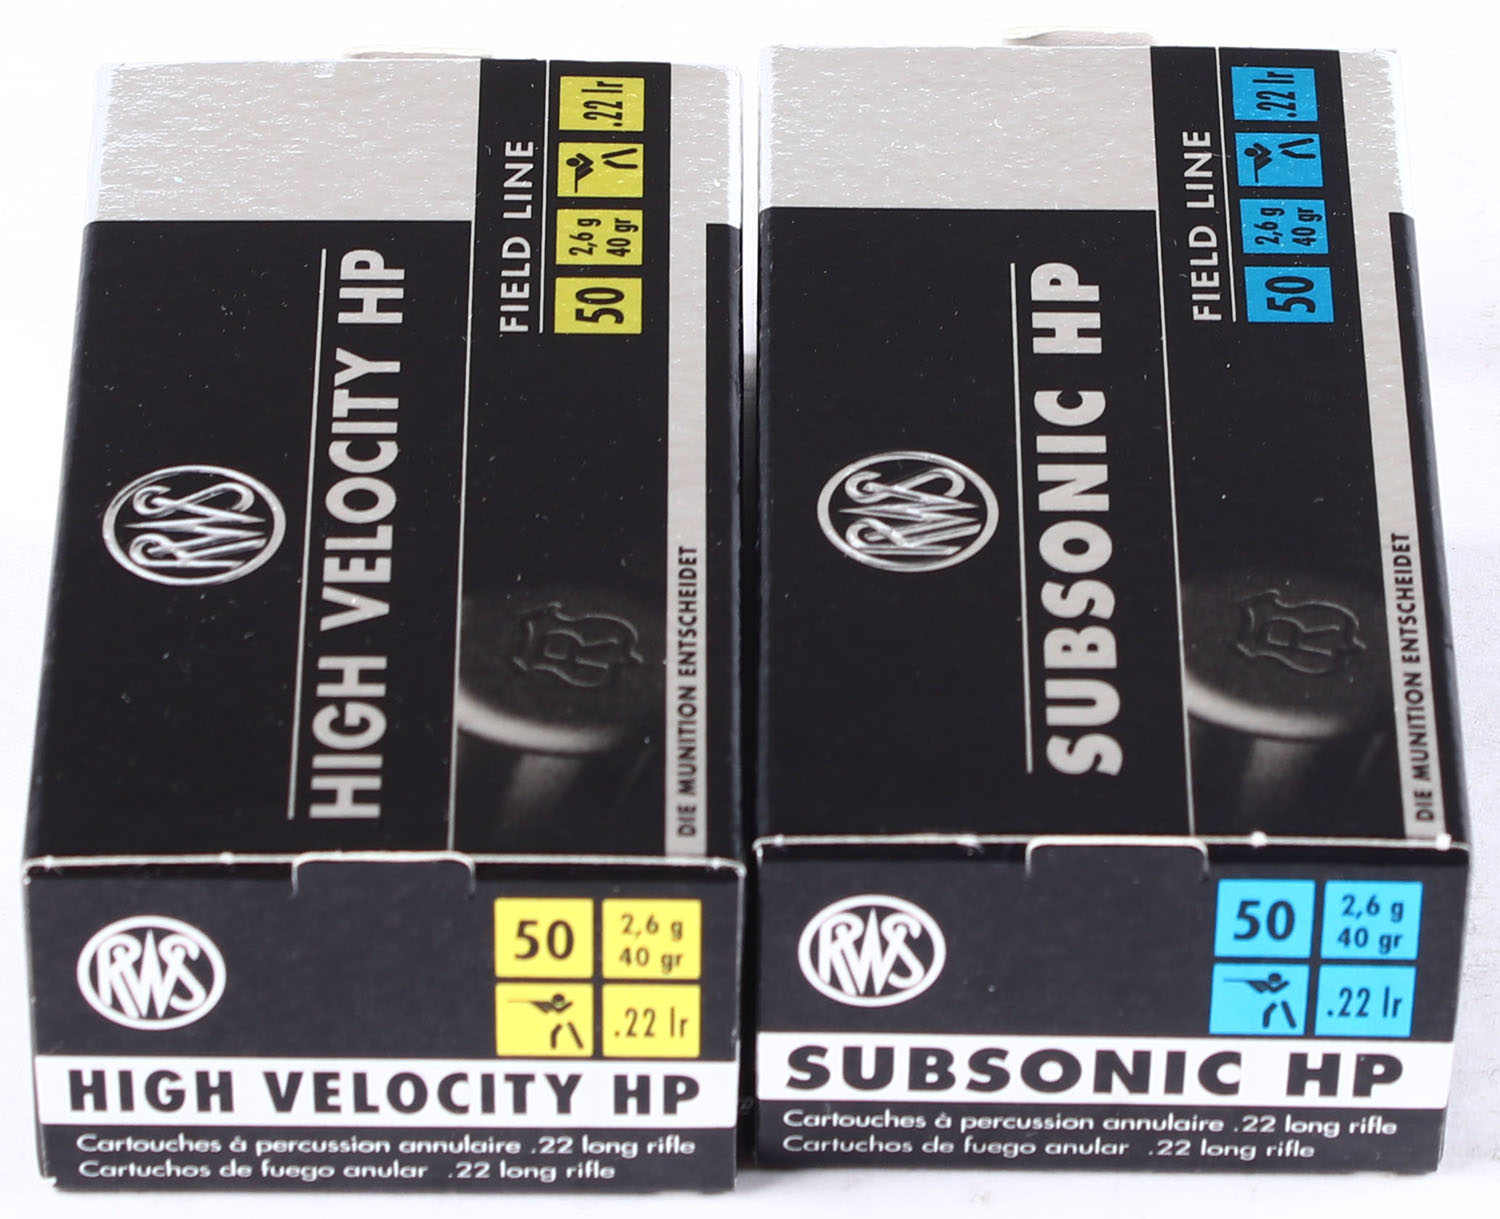 RWS
HIGH VELOCITY HP
FIELD LINE
50
2,6 g
40 gr
.22 lr
R
DIE MUNITION ENTSCHEIDET
RWS
50
2,6 g
40 gr
.22 lr
HIGH VELOCITY HP
Cartouches à percussion annulaire .22 long rifle
Cartuchos de fuego anular .22 long rifle
RWS
SUBSONIC HP
FIELD LINE
50
2,6 g
40 gr
.22 lr
R
DIE MUNITION ENTSCHEIDET
RWS
50
2,6 g
40 gr
.22 lr
SUBSONIC HP
Cartouches à percussion annulaire .22 long rifle
Cartuchos de fuego anular .22 long rifle